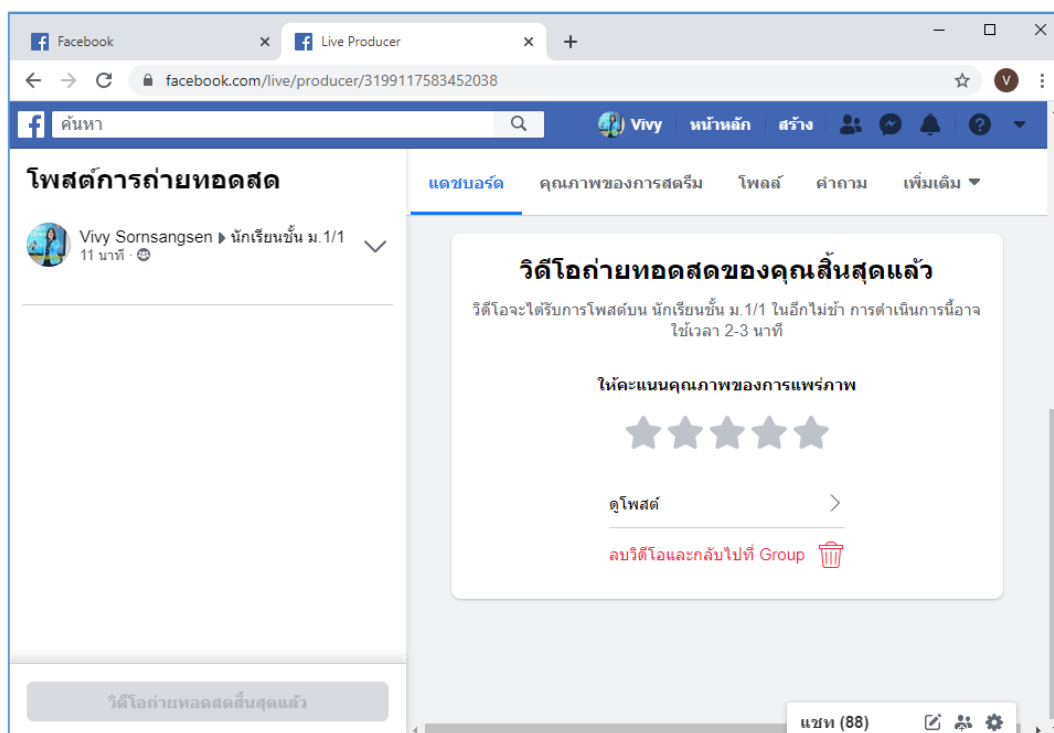 Facebook
Live Producer
facebook.com/live/producer/3199117583452038
V
ค้นหา
Vivy
หน้าหลัก
สร้าง
โพสต์การถ่ายทอดสด
แดชบอร์ด
คุณภาพของการสตรีม
โพลล์
คำถาม
เพิ่มเติม
Vivy Sornsangsen ▸ นักเรียนชั้น ม.1/1
11 นาที ·
วิดีโอถ่ายทอดสดของคุณสิ้นสุดแล้ว
วิดีโอจะได้รับการโพสต์บน นักเรียนชั้น ม.1/1 ในอีกไม่ช้า การดำเนินการนี้อาจ
ใช้เวลา 2-3 นาที
ให้คะแนนคุณภาพของการแพร่ภาพ
ดูโพสต์
ลบวิดีโอและกลับไปที่ Group
วิดีโอถ่ายทอดสดสิ้นสุดแล้ว
แชท (88)